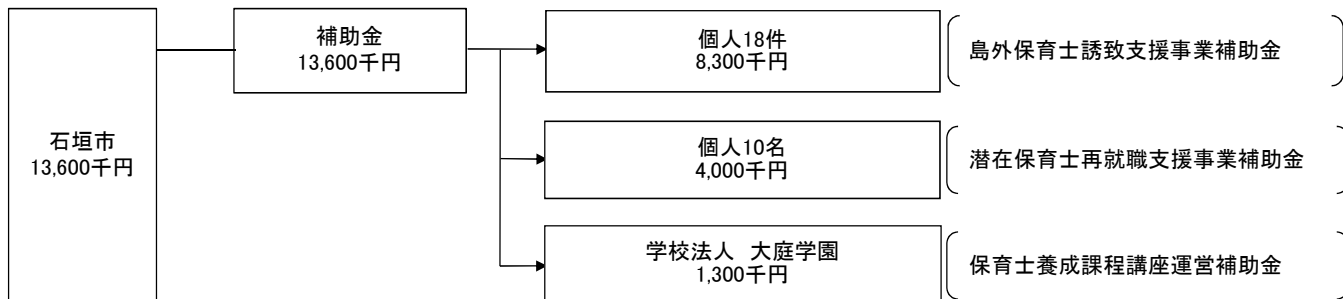 石垣市
13,600千円
補助金
13,600千円
個人18件
8,300千円
島外保育士誘致支援事業補助金
個人10名
4,000千円
潜在保育士再就職支援事業補助金
学校法人　大庭学園
1,300千円
保育士養成課程講座運営補助金